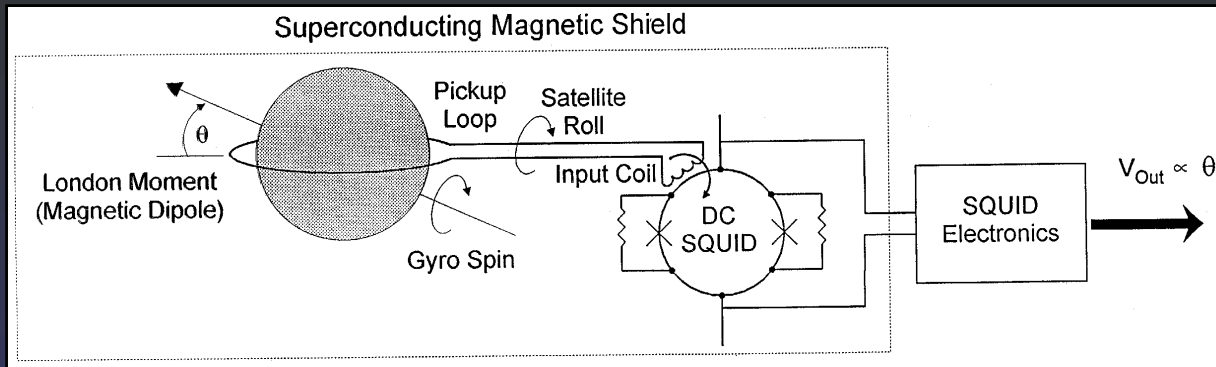 Superconducting Magnetic Shield
Pickup
Loop
Satellite
Roll
θ
London Moment
(Magnetic Dipole)
Input Coil
Gyro Spin
DC
SQUID
SQUID
Electronics
V_Out ∝ θ